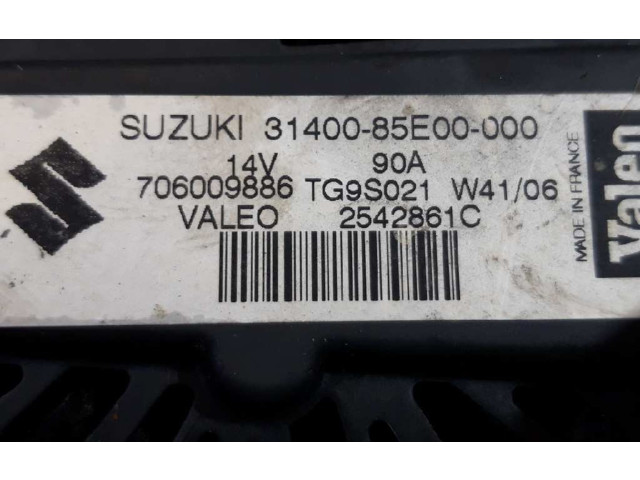 SUZUKI 31400-85E00-000
14V 90A
706009886 TG9S021 W41/06
VALEO 2542861C
MADE IN FRANCE
Valeo